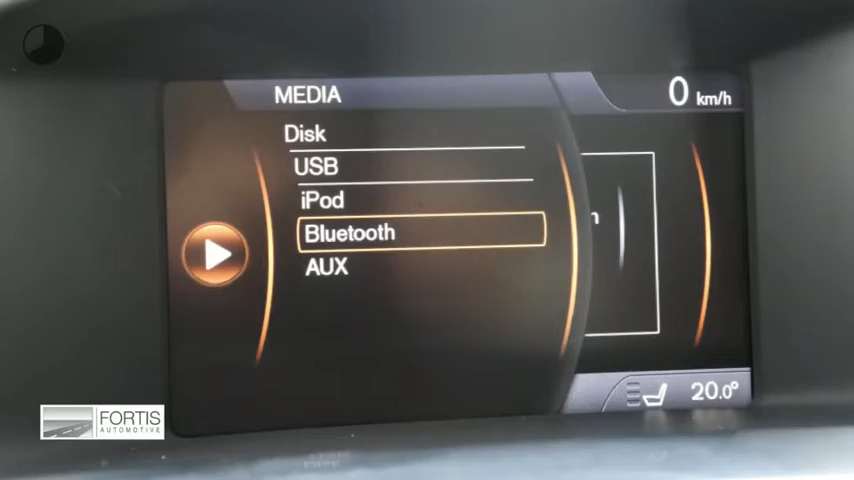 MEDIA
0 km/h
Disk
USB
iPod
Bluetooth
AUX
20.0°
FORTIS
AUTOMOTIVE